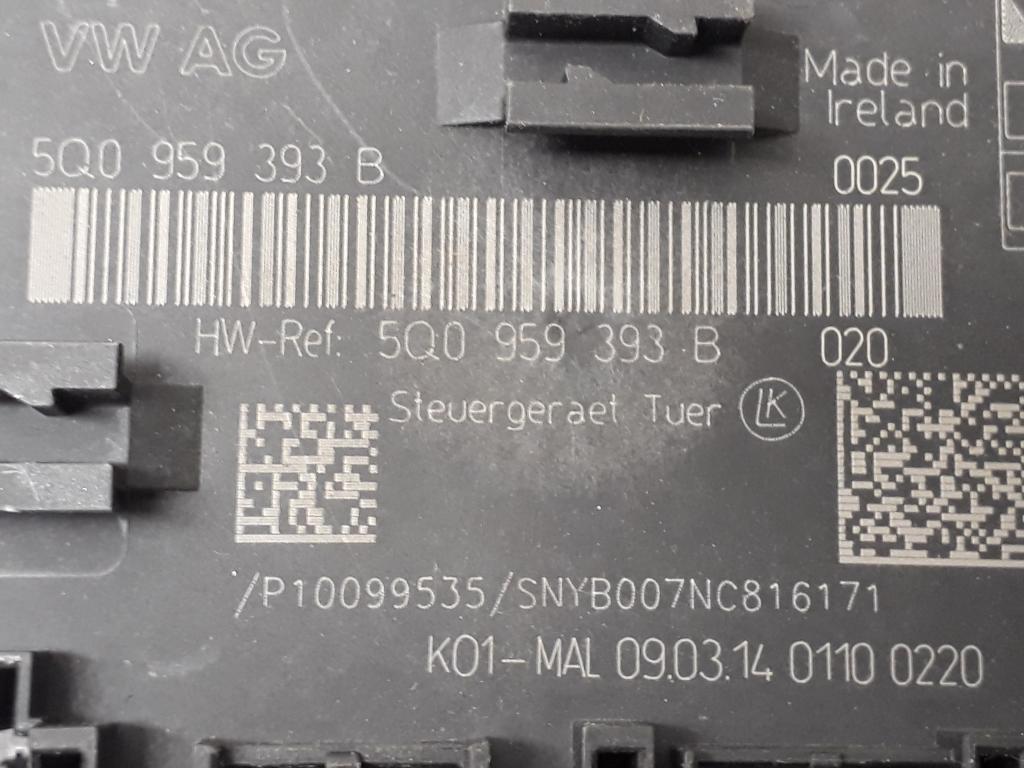 VW AG
Made in
Ireland
5Q0 959 393 B 0025
HW-Ref: 5Q0 959 393 B 020
Steuergeraet Tuer LK
/P10099535/SNYB007NC816171
K01-MAL 09.03.14 0110 0220